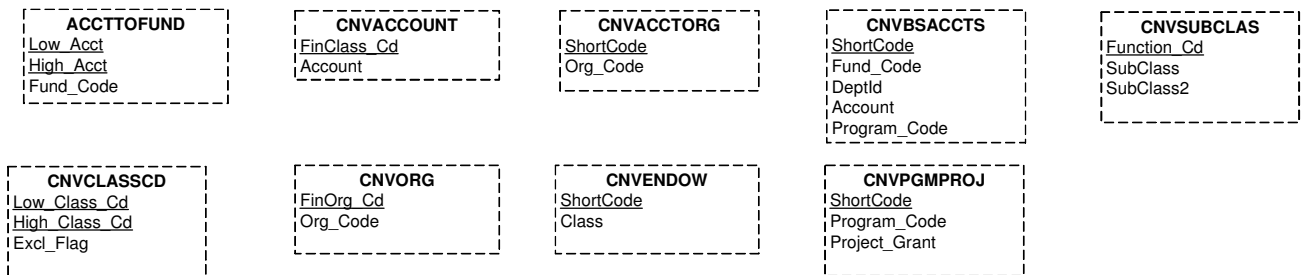 ACCTTOFUND
Low_Acct
High_Acct
Fund_Code
CNVACCOUNT
FinClass_Cd
Account
CNVACCTORG
ShortCode
Org_Code
CNVBSACCTS
ShortCode
Fund_Code
DeptId
Account
Program_Code
CNVSUBCLAS
Function_Cd
SubClass
SubClass2
CNVCLASSCD
Low_Class_Cd
High_Class_Cd
Excl_Flag
CNVORG
FinOrg_Cd
Org_Code
CNVENDOW
ShortCode
Class
CNVPGMPROJ
ShortCode
Program_Code
Project_Grant